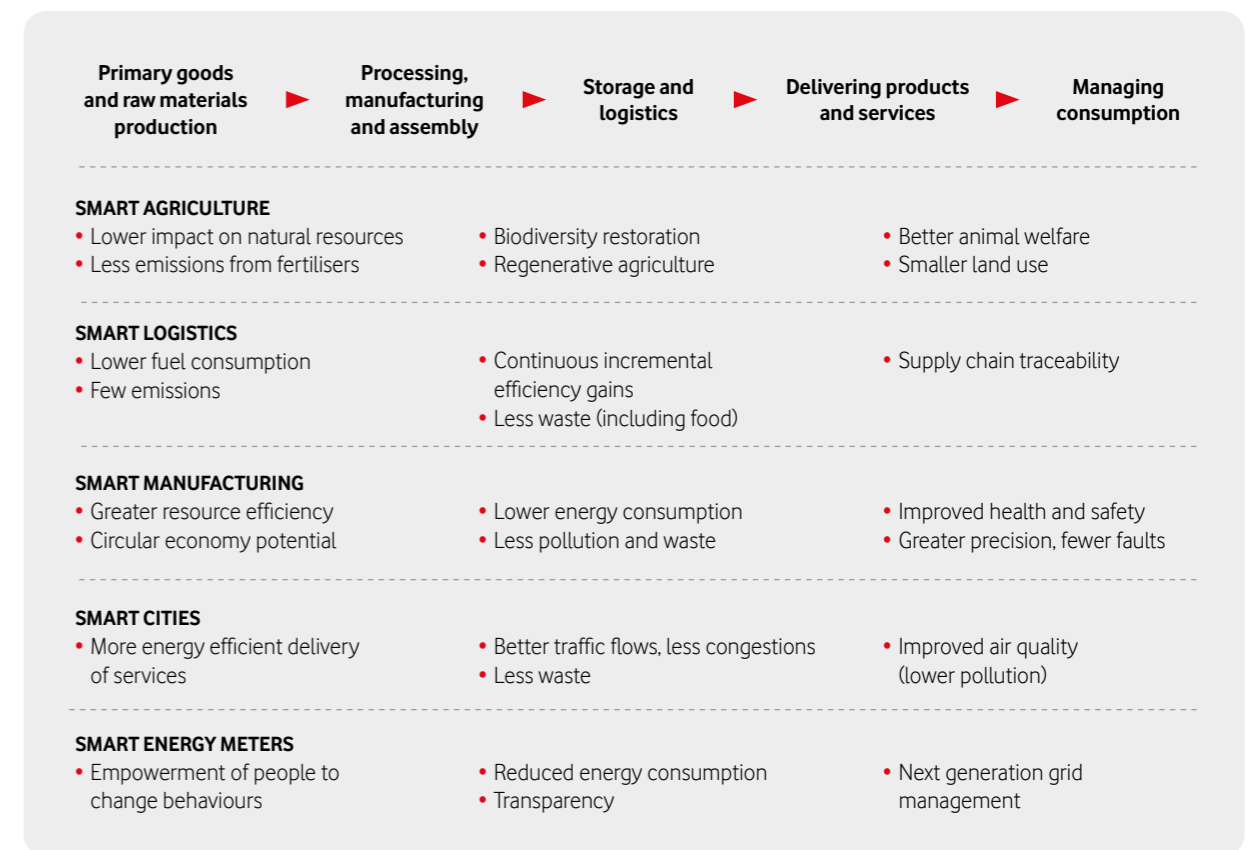 Primary goods
and raw materials
production
Processing,
manufacturing
and assembly
Storage and
logistics
Delivering products
and services
Managing
consumption
SMART AGRICULTURE
• Lower impact on natural resources
• Less emissions from fertilisers
• Biodiversity restoration
• Regenerative agriculture
• Better animal welfare
• Smaller land use
SMART LOGISTICS
• Lower fuel consumption
• Few emissions
• Continuous incremental
efficiency gains
• Less waste (including food)
• Supply chain traceability
SMART MANUFACTURING
• Greater resource efficiency
• Circular economy potential
• Lower energy consumption
• Less pollution and waste
• Improved health and safety
• Greater precision, fewer faults
SMART CITIES
• More energy efficient delivery
of services
• Better traffic flows, less congestions
• Less waste
• Improved air quality
(lower pollution)
SMART ENERGY METERS
• Empowerment of people to
change behaviours
• Reduced energy consumption
• Transparency
• Next generation grid
management